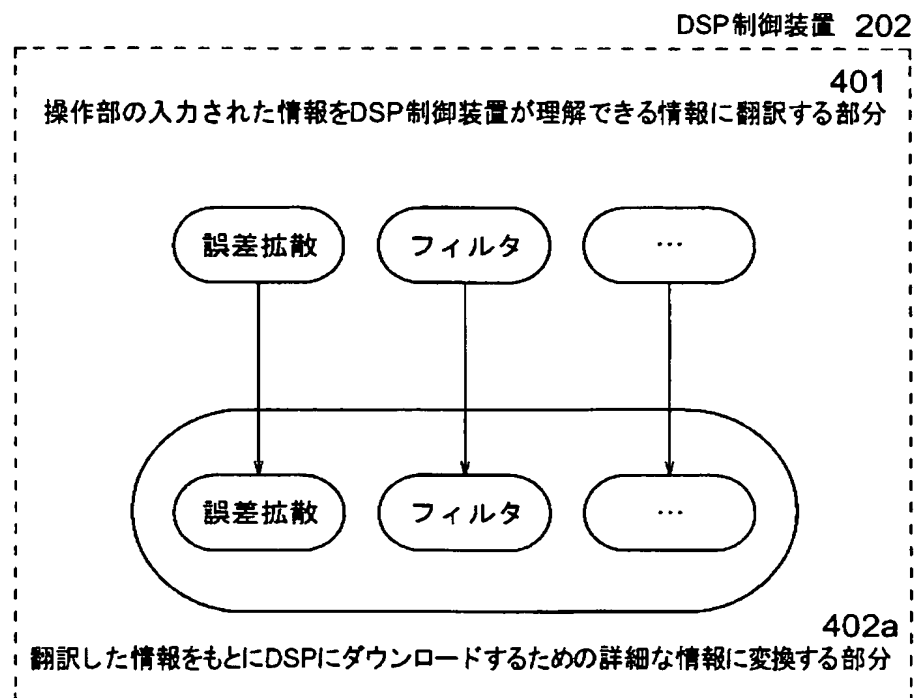 DSP制御装置 202
401
操作部の入力された情報をDSP制御装置が理解できる情報に翻訳する部分
誤差拡散 フィルタ …
誤差拡散 フィルタ …
402a
翻訳した情報をもとにDSPにダウンロードするための詳細な情報に変換する部分